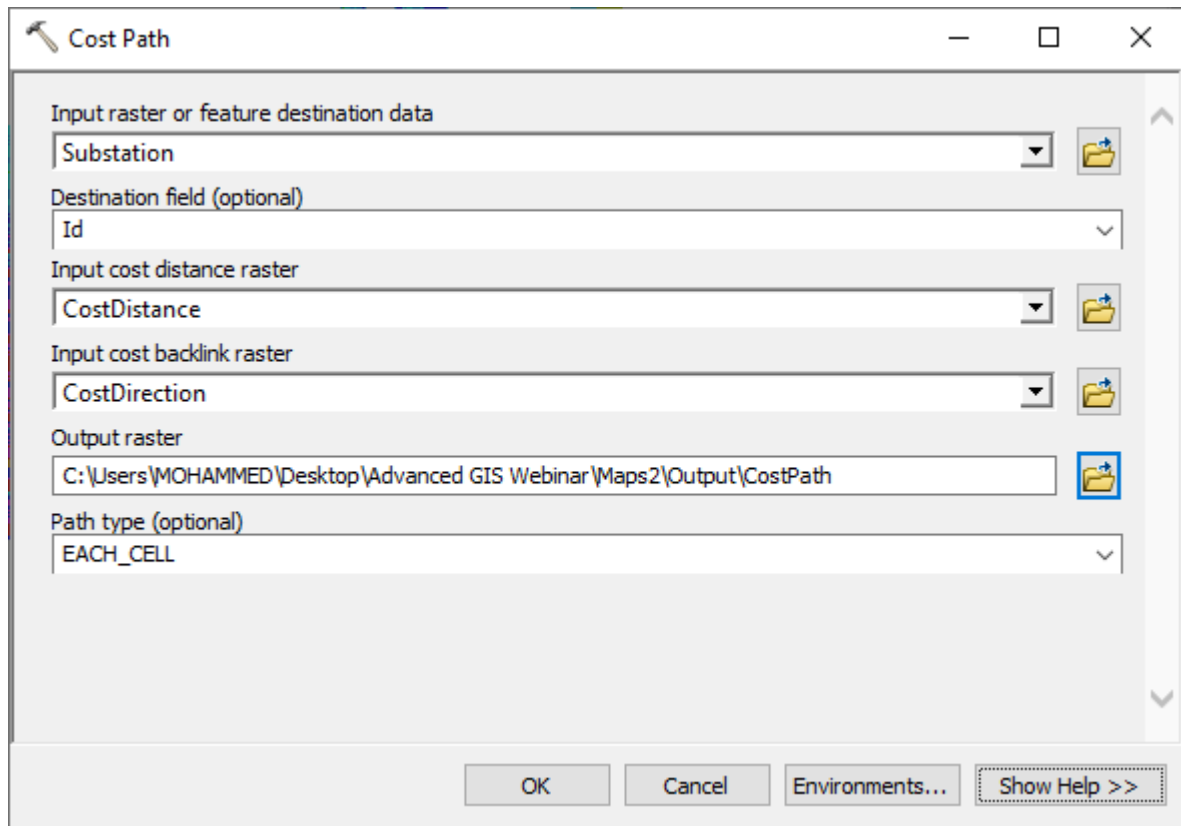 Cost Path
Input raster or feature destination data
Substation
Destination field (optional)
Id
Input cost distance raster
CostDistance
Input cost backlink raster
CostDirection
Output raster
C:\Users\MOHAMMED\Desktop\Advanced GIS Webinar\Maps2\Output\CostPath
Path type (optional)
EACH_CELL
OK Cancel Environments... Show Help >>